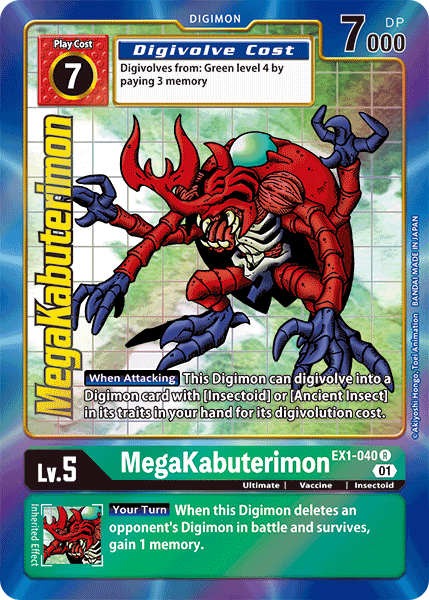 DIGIMON
Play Cost
7
Digivolve Cost
Digivolves from: Green level 4 by
paying 3 memory
7000
DP
MegaKabuterimon
When Attacking This Digimon can digivolve into a
Digimon card with [Insectoid] or [Ancient Insect]
in its traits in your hand for its digivolution cost.
©Akiyoshi Hongo, Toei Animation BANDAI MADE IN JAPAN
Lv.5
MegaKabuterimon
EX1-040 R
01
Ultimate | Vaccine | Insectoid
Inherited Effect
Your Turn When this Digimon deletes an
opponent's Digimon in battle and survives,
gain 1 memory.